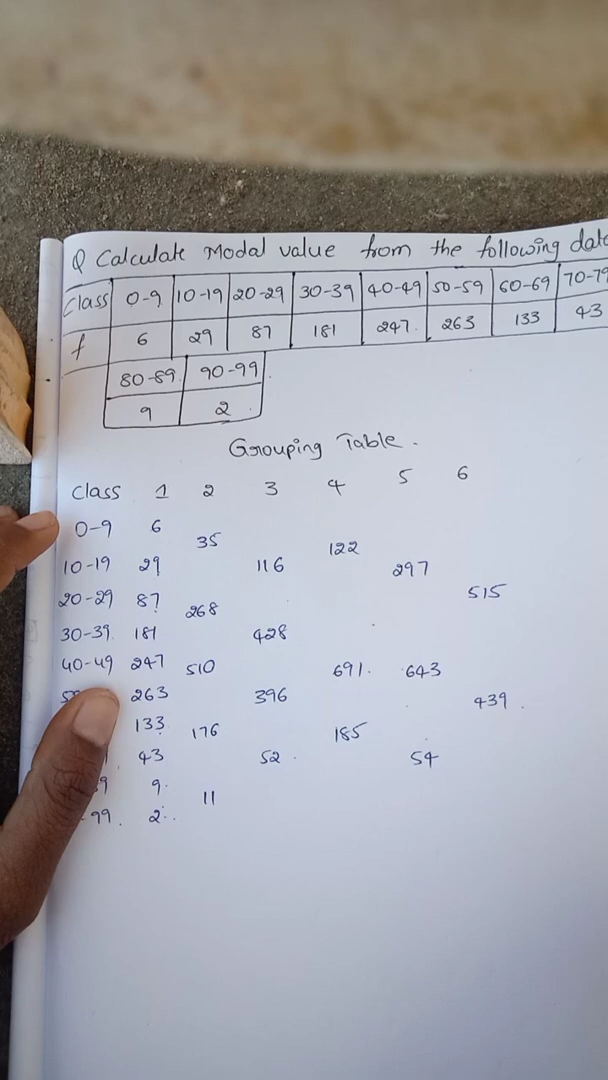 Q Calculate Modal value from the following data
Class 0-9 10-19 20-29 30-39 40-49 50-59 60-69 70-79
f 6 29 87 181 247 263 133 43
80-89 90-99
9 2
Grouping Table.
Class 1 2 3 4 5 6
0-9 6
35
122
10-19 29 116 297
20-29 87 515
268
30-39 181 428
40-49 247 510 691 643
263 396 439
133 176 185
43 52 54
9 9
11
-99 2